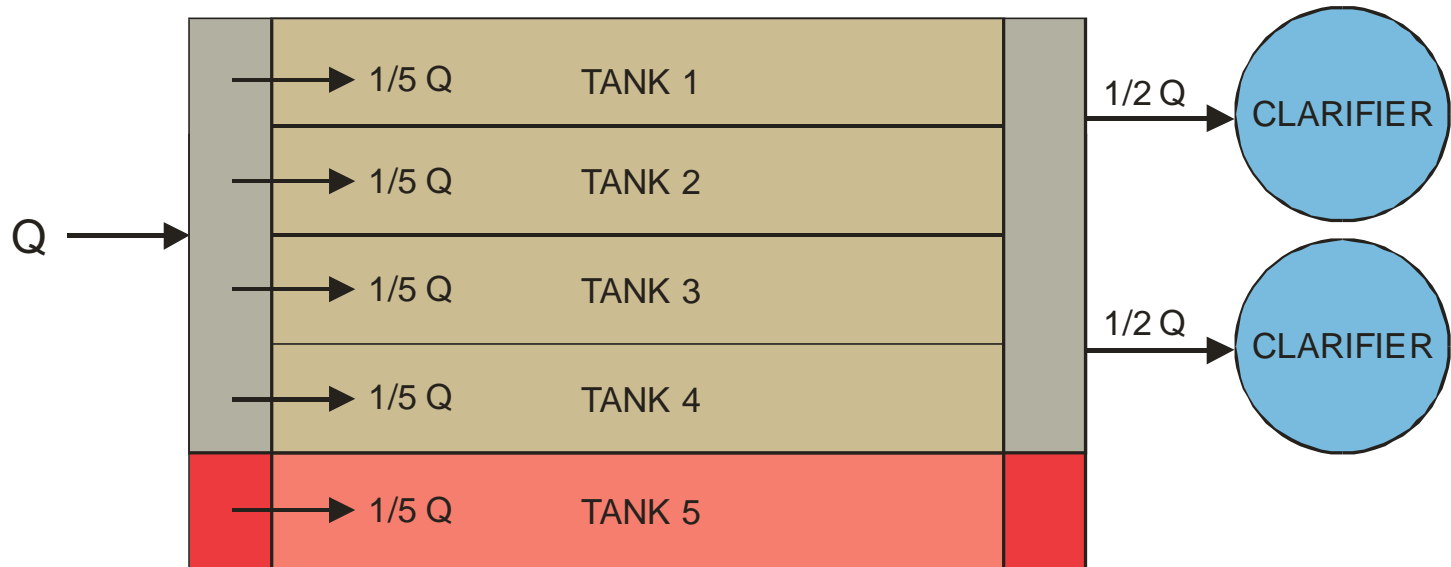 1/5 Q TANK 1
1/2 Q
CLARIFIER
1/5 Q TANK 2
Q
1/5 Q TANK 3
1/2 Q
CLARIFIER
1/5 Q TANK 4
1/5 Q TANK 5